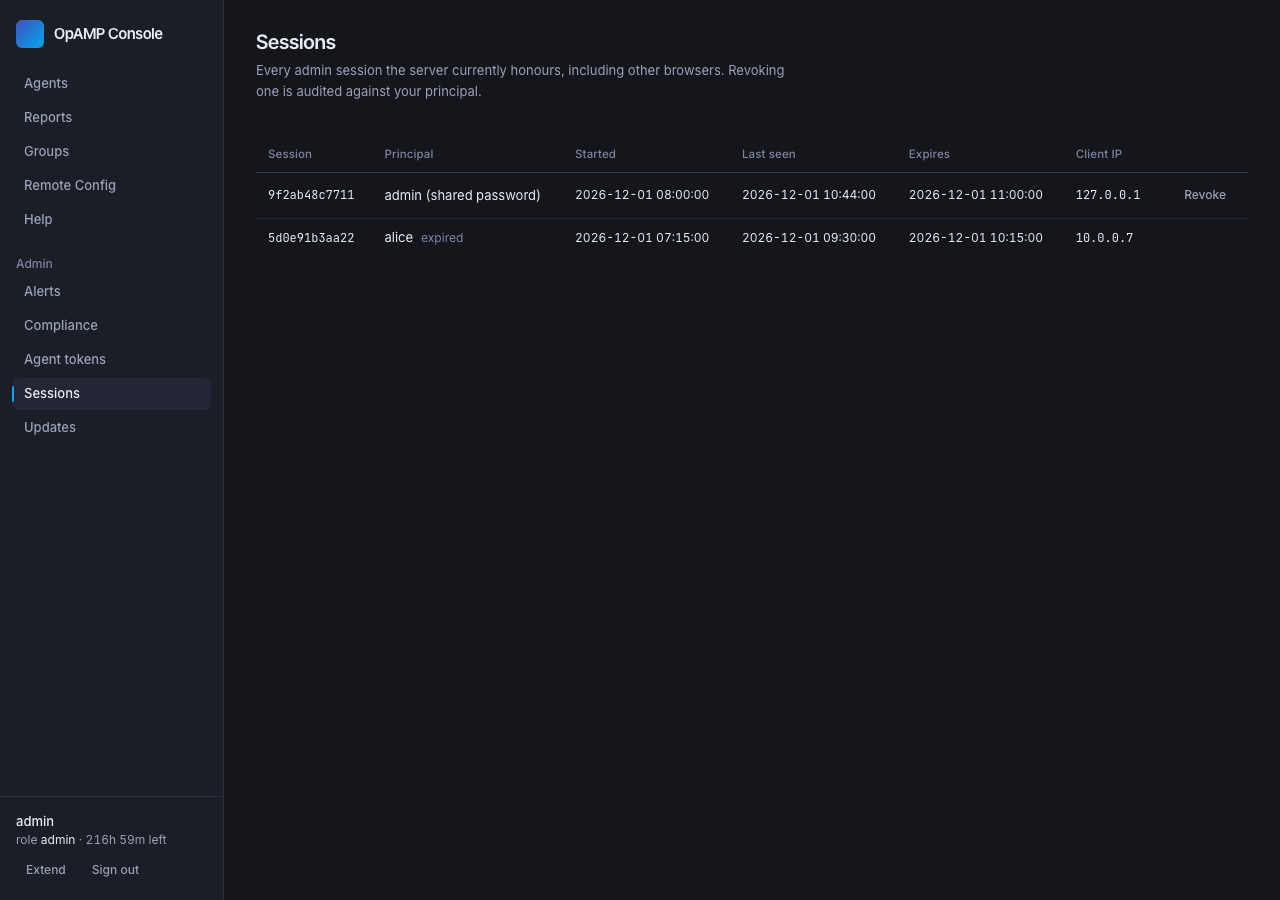 OpAMP Console
Agents
Reports
Groups
Remote Config
Help
Admin
Alerts
Compliance
Agent tokens
Sessions
Updates
admin
role admin · 216h 59m left
Extend Sign out
Sessions
Every admin session the server currently honours, including other browsers. Revoking
one is audited against your principal.
Session Principal Started Last seen Expires Client IP
9f2ab48c7711 admin (shared password) 2026-12-01 08:00:00 2026-12-01 10:44:00 2026-12-01 11:00:00 127.0.0.1 Revoke
5d0e91b3aa22 alice expired 2026-12-01 07:15:00 2026-12-01 09:30:00 2026-12-01 10:15:00 10.0.0.7